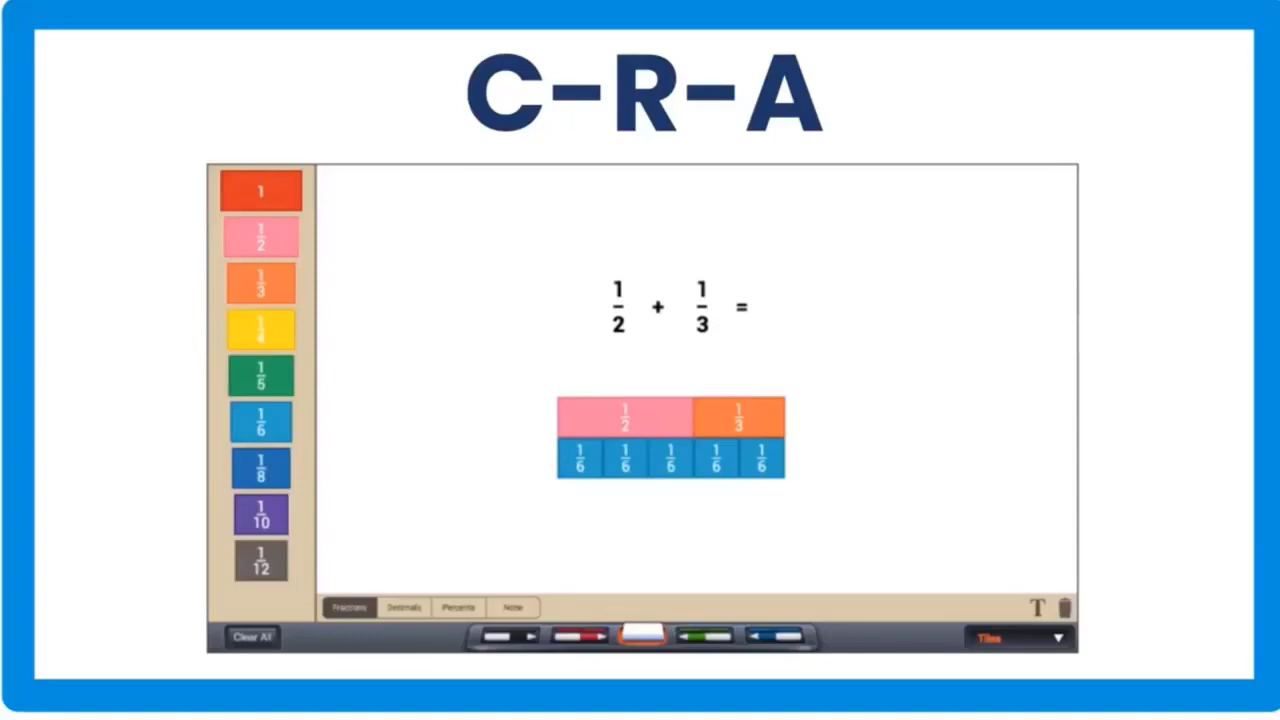 C-R-A
1
1/2
1/3
1/5
1/6
1/8
1/10
1/12
1/2 + 1/3 =
1/2 1/3
1/6 1/6 1/6 1/6 1/6
Fractions Decimals Percents None
T
Clear All
Tiles